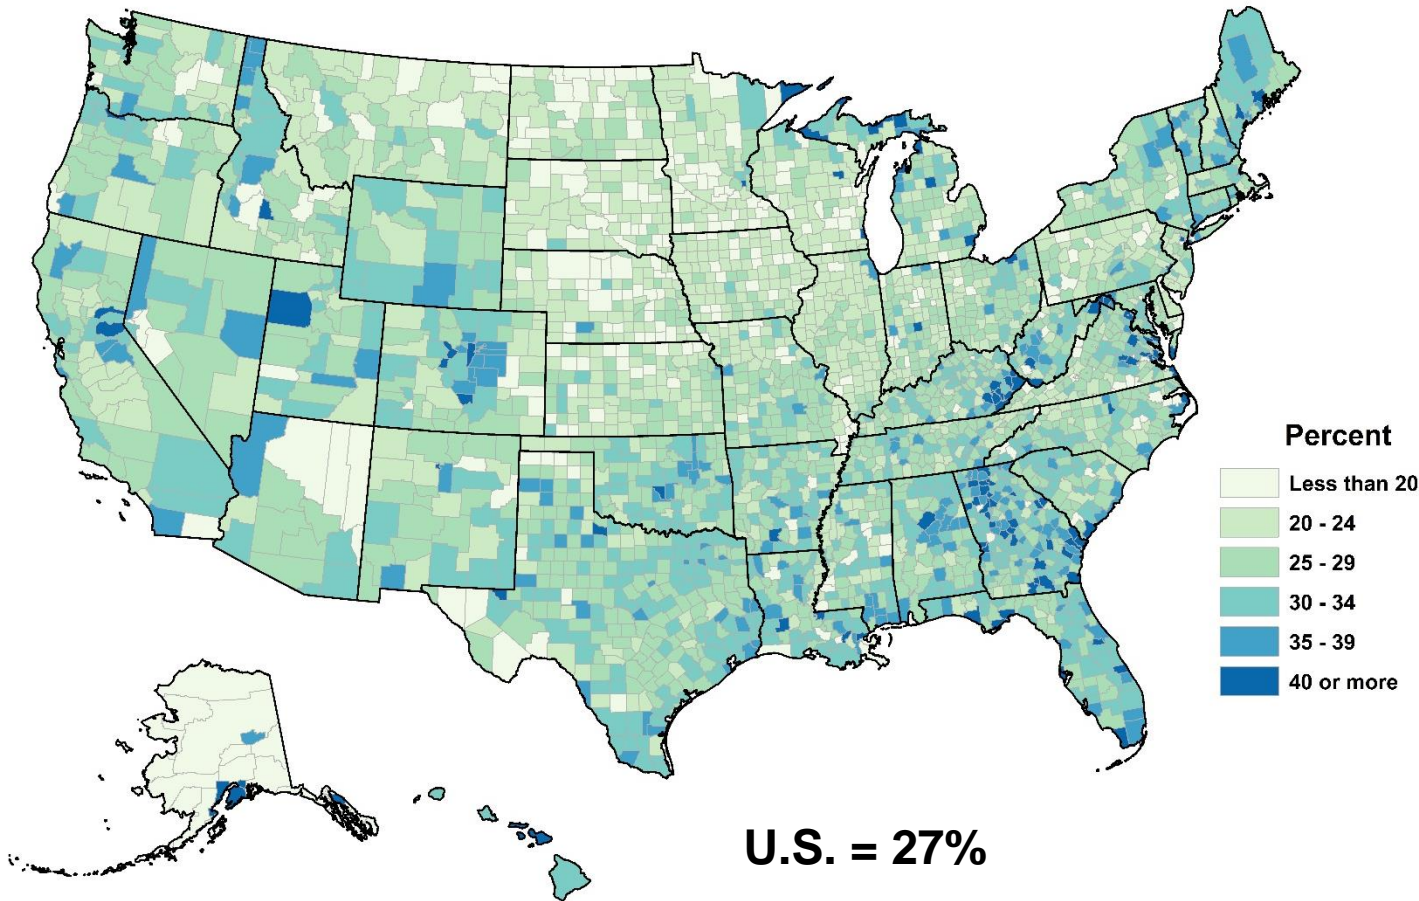 Percent
Less than 20
20 - 24
25 - 29
30 - 34
35 - 39
40 or more
U.S. = 27%